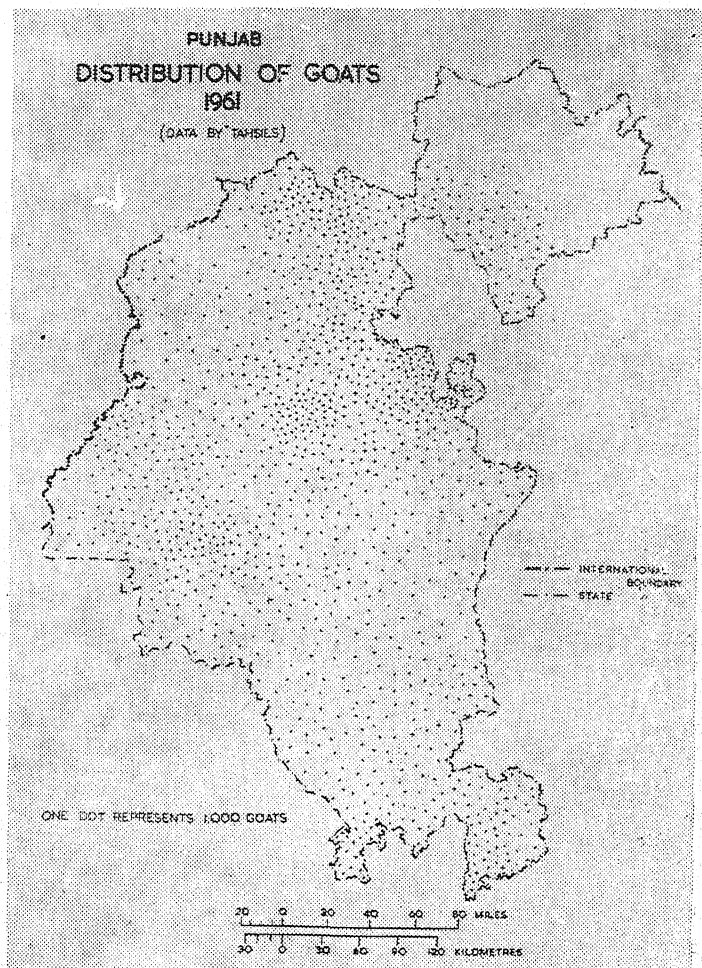 PUNJAB
DISTRIBUTION OF GOATS
1961
(DATA BY TAHSILS)
INTERNATIONAL
BOUNDARY
STATE "
ONE DOT REPRESENTS 1,000 GOATS
20 0 20 40 60 80 MILES
30 0 30 60 90 120 KILOMETRES